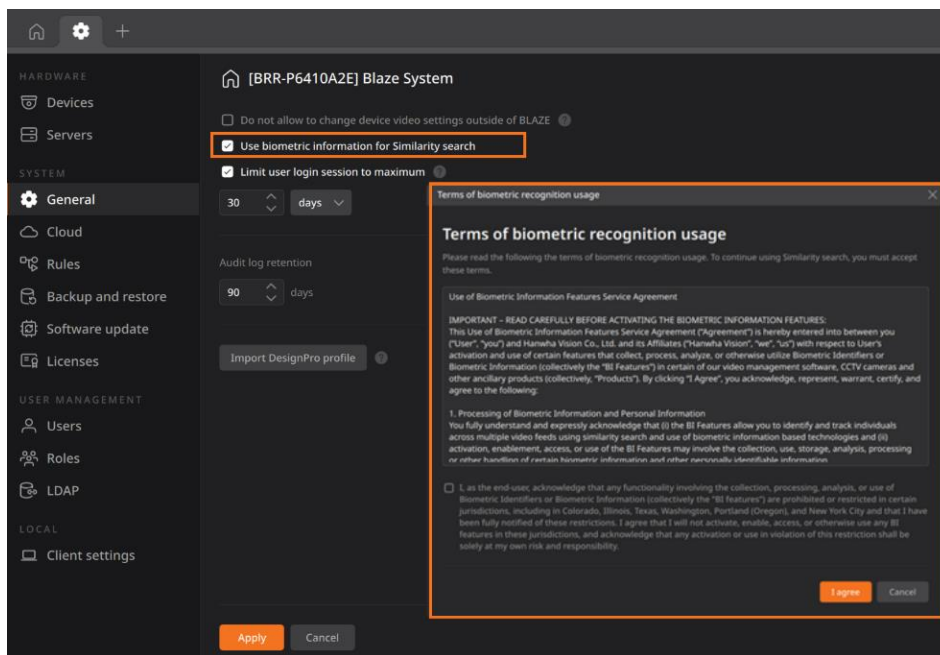 HARDWARE
Devices
Servers
SYSTEM
General
Cloud
Rules
Backup and restore
Software update
Licenses
USER MANAGEMENT
Users
Roles
LDAP
LOCAL
Client settings
[BRR-P6410A2E] Blaze System
Do not allow to change device video settings outside of BLAZE ?
Use biometric information for Similarity search
Limit user login session to maximum ?
30 days
Audit log retention
90 days
Import DesignPro profile ?
Apply Cancel
Terms of biometric recognition usage
Terms of biometric recognition usage
Please read the following the terms of biometric recognition usage. To continue using Similarity search, you must accept
these terms.
Use of Biometric Information Features Service Agreement
IMPORTANT – READ CAREFULLY BEFORE ACTIVATING THE BIOMETRIC INFORMATION FEATURES:
This Use of Biometric Information Features Service Agreement ("Agreement") is hereby entered into between you
("User", "you") and Hanwha Vision Co., Ltd. and its Affiliates ("Hanwha Vision", "we", "us") with respect to User's
activation and use of certain features that collect, process, analyze, or otherwise utilize Biometric Identifiers or
Biometric Information (collectively the "BI Features") in certain of our video management software, CCTV cameras and
other ancillary products (collectively, "Products"). By clicking "I Agree", you acknowledge, represent, warrant, certify, and
agree to the following:
1. Processing of Biometric Information and Personal Information
You fully understand and expressly acknowledge that (i) the BI Features allow you to identify and track individuals
across multiple video feeds using similarity search and use of biometric information based technologies and (ii)
activation, enablement, access, or use of the BI Features may involve the collection, use, storage, analysis, processing
or other handling of certain biometric information and other personally identifiable information.
I, as the end-user, acknowledge that any functionality involving the collection, processing, analysis, or use of
Biometric Identifiers or Biometric Information (collectively the "BI features") are prohibited or restricted in certain
jurisdictions, including in Colorado, Illinois, Texas, Washington, Portland (Oregon), and New York City and that I have
been fully notified of these restrictions. I agree that I will not activate, enable, access, or otherwise use any BI
features in these jurisdictions, and acknowledge that any activation or use in violation of this restriction shall be
solely at my own risk and responsibility.
I agree Cancel